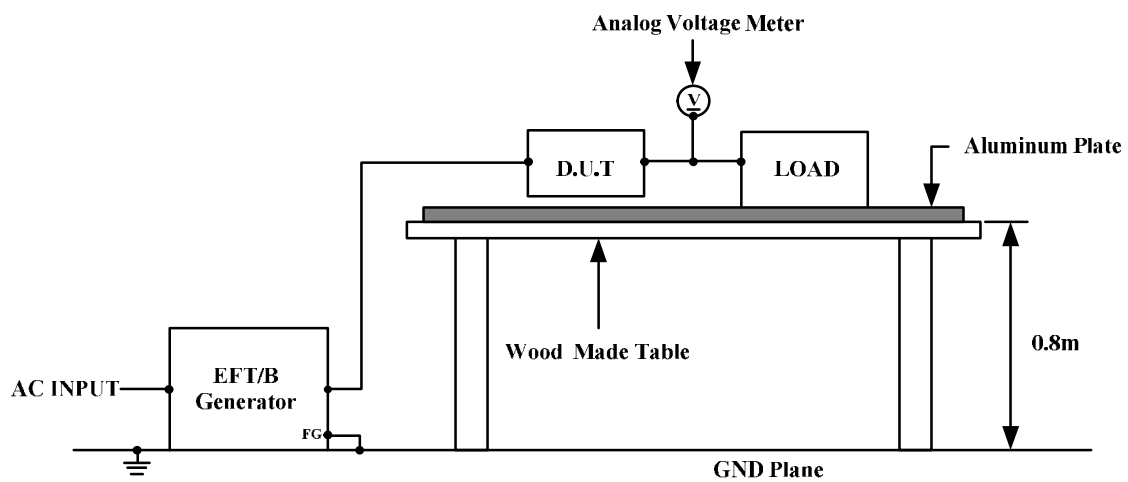 Analog Voltage Meter
V
D.U.T
LOAD
Aluminum Plate
Wood Made Table
0.8m
AC INPUT
EFT/B
Generator
FG
GND Plane